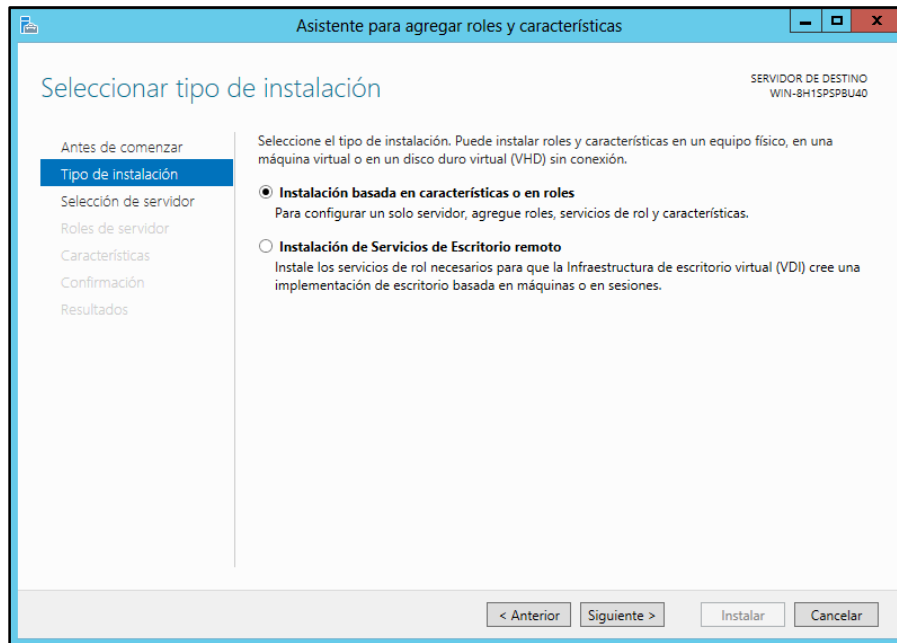 Asistente para agregar roles y características
Seleccionar tipo de instalación
SERVIDOR DE DESTINO
WIN-8H1SPSPBU40
Antes de comenzar
Tipo de instalación
Selección de servidor
Roles de servidor
Características
Confirmación
Resultados
Seleccione el tipo de instalación. Puede instalar roles y características en un equipo físico, en una
máquina virtual o en un disco duro virtual (VHD) sin conexión.
Instalación basada en características o en roles
Para configurar un solo servidor, agregue roles, servicios de rol y características.
Instalación de Servicios de Escritorio remoto
Instale los servicios de rol necesarios para que la Infraestructura de escritorio virtual (VDI) cree una
implementación de escritorio basada en máquinas o en sesiones.
< Anterior
Siguiente >
Instalar
Cancelar